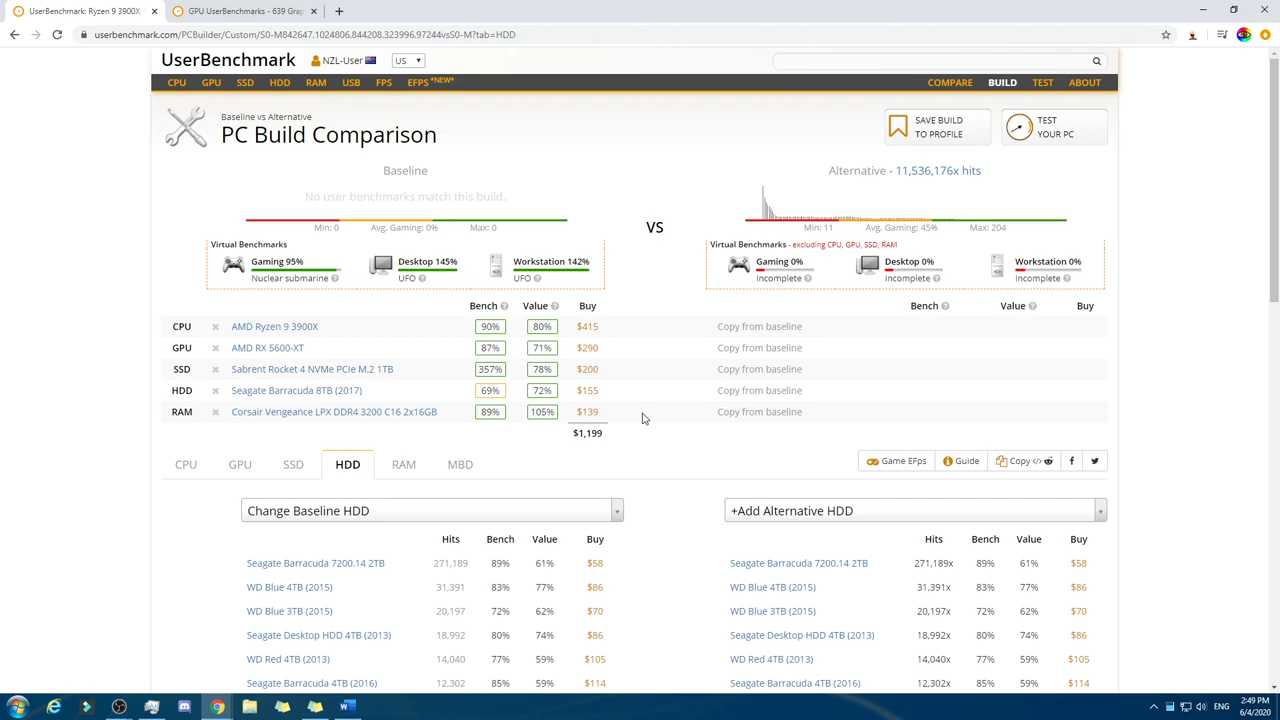 UserBenchmark: Ryzen 9 3900X,
GPU UserBenchmarks - 639 Grap
userbenchmark.com/PCBuilder/Custom/S0-M842647.1024806.844208.323996.97244vsS0-M?tab=HDD
UserBenchmark NZL-User US
CPU GPU SSD HDD RAM USB FPS EFPS *NEW* COMPARE BUILD TEST ABOUT
Baseline vs Alternative
PC Build Comparison
SAVE BUILD TO PROFILE
TEST YOUR PC
Baseline
Alternative - 11,536,176x hits
No user benchmarks match this build.
VS
Min: 0 Avg. Gaming: 0% Max: 0
Min: 11 Avg. Gaming: 45% Max: 204
Virtual Benchmarks
Virtual Benchmarks - excluding CPU, GPU, SSD, RAM
Gaming 95% Desktop 145% Workstation 142%
Nuclear submarine UFO UFO
Gaming 0% Desktop 0% Workstation 0%
Incomplete Incomplete Incomplete
Bench Value Buy Bench Value Buy
CPU AMD Ryzen 9 3900X 90% 80% $415 Copy from baseline
GPU AMD RX 5600-XT 87% 71% $290 Copy from baseline
SSD Sabrent Rocket 4 NVMe PCIe M.2 1TB 357% 78% $200 Copy from baseline
HDD Seagate Barracuda 8TB (2017) 69% 72% $155 Copy from baseline
RAM Corsair Vengeance LPX DDR4 3200 C16 2x16GB 89% 105% $139 Copy from baseline
$1,199
CPU GPU SSD HDD RAM MBD Game EFps Guide Copy </>
Change Baseline HDD +Add Alternative HDD
Hits Bench Value Buy Hits Bench Value Buy
Seagate Barracuda 7200.14 2TB 271,189 89% 61% $58 Seagate Barracuda 7200.14 2TB 271,189x 89% 61% $58
WD Blue 4TB (2015) 31,391 83% 77% $86 WD Blue 4TB (2015) 31,391x 83% 77% $86
WD Blue 3TB (2015) 20,197 72% 62% $70 WD Blue 3TB (2015) 20,197x 72% 62% $70
Seagate Desktop HDD 4TB (2013) 18,992 80% 74% $86 Seagate Desktop HDD 4TB (2013) 18,992x 80% 74% $86
WD Red 4TB (2013) 14,040 77% 59% $105 WD Red 4TB (2013) 14,040x 77% 59% $105
Seagate Barracuda 4TB (2016) 12,302 85% 59% $114 Seagate Barracuda 4TB (2016) 12,302x 85% 59% $114
ENG
2:49 PM
6/4/2020